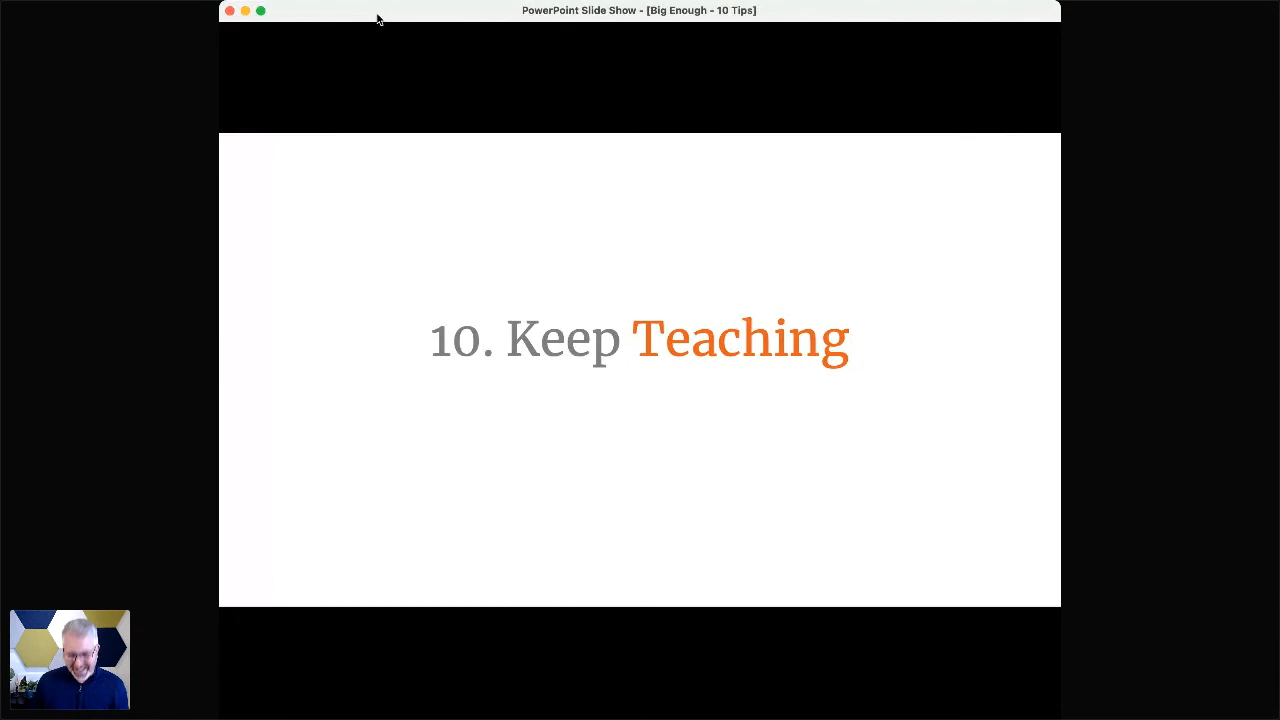 PowerPoint Slide Show - [Big Enough - 10 Tips]
10. Keep Teaching